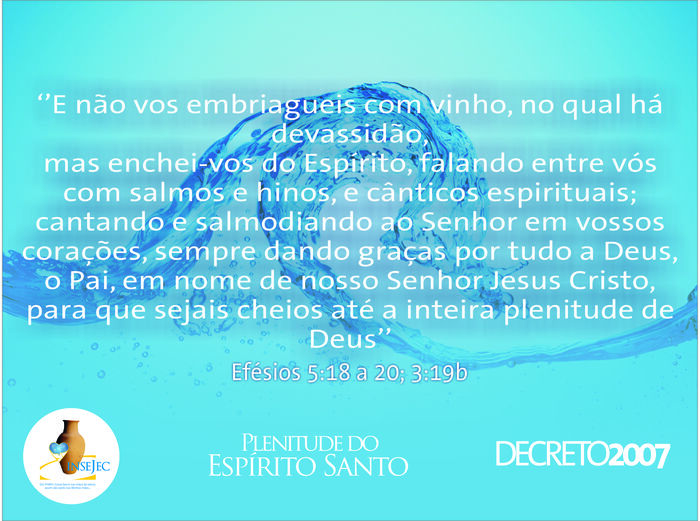 ‘’E não vos embriagueis com vinho, no qual há
devassidão,
mas enchei-vos do Espírito, falando entre vós
com salmos e hinos, e cânticos espirituais;
cantando e salmodiando ao Senhor em vossos
corações, sempre dando graças por tudo a Deus,
o Pai, em nome de nosso Senhor Jesus Cristo,
para que sejais cheios até a inteira plenitude de
Deus’’
Efésios 5:18 a 20; 3:19b
ENSEJEC
PLENITUDE DO
ESPÍRITO SANTO
DECRETO2007